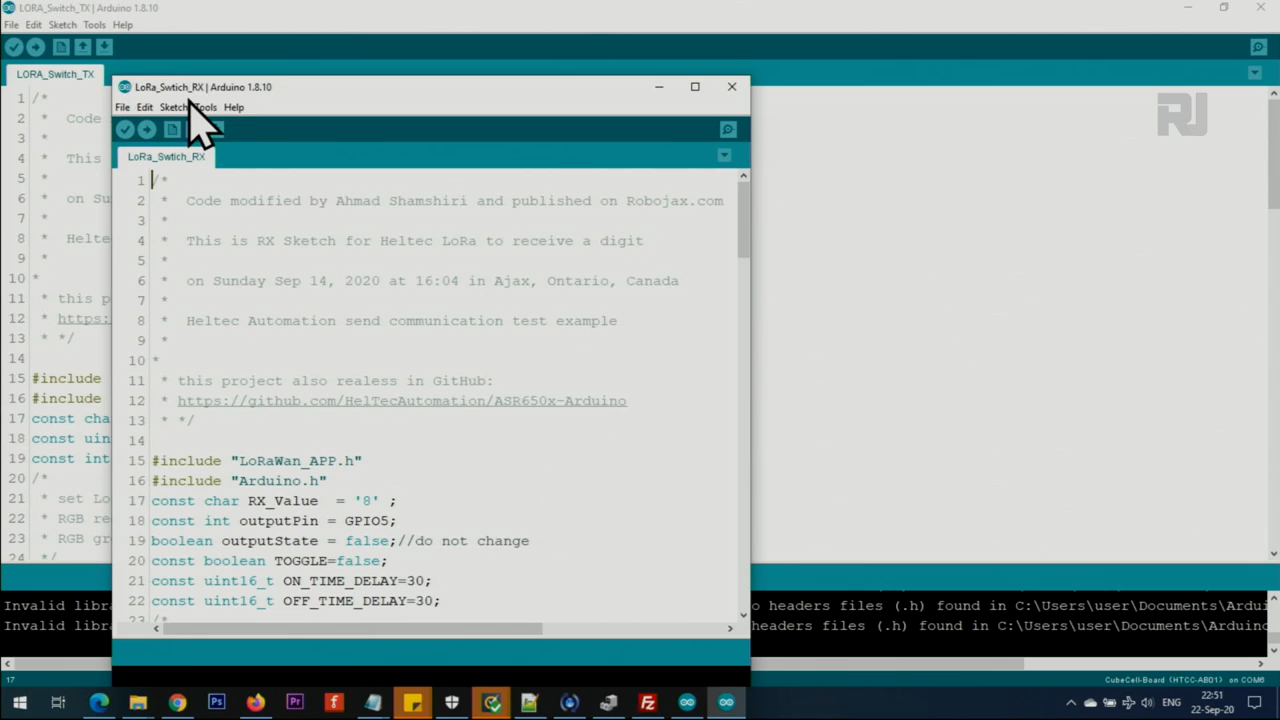 LORA_Switch_TX | Arduino 1.8.10
File Edit Sketch Tools Help
LORA_Switch_TX
1 /*
2 * Code
3 *
4 * This
5 *
6 * on Su
7 *
8 * Helte
9 *
10 *
11 * this p
12 * https:
13 * */
14
15 #include
16 #include
17 const cha
18 const uin
19 const int
20 /*
21 * set Lo
22 * RGB re
23 * RGB gr
24 */
LoRa_Swtich_RX | Arduino 1.8.10
File Edit Sketch Tools Help
LoRa_Swtich_RX
1 /*
2 * Code modified by Ahmad Shamshiri and published on Robojax.com
3 *
4 * This is RX Sketch for Heltec LoRa to receive a digit
5 *
6 * on Sunday Sep 14, 2020 at 16:04 in Ajax, Ontario, Canada
7 *
8 * Heltec Automation send communication test example
9 *
10 *
11 * this project also realess in GitHub:
12 * https://github.com/HelTecAutomation/ASR650x-Arduino
13 * */
14
15 #include "LoRaWan_APP.h"
16 #include "Arduino.h"
17 const char RX_Value = '8' ;
18 const int outputPin = GPIO5;
19 boolean outputState = false;//do not change
20 const boolean TOGGLE=false;
21 const uint16_t ON_TIME_DELAY=30;
22 const uint16_t OFF_TIME_DELAY=30;
23 /*
RJ
Invalid libra
o headers files (.h) found in C:\Users\user\Documents\Ardui
Invalid libra
headers files (.h) found in C:\Users\user\Documents\Arduino
17
CubeCell-Board (HTCC-AB01) on COM6
ENG
22:51
22-Sep-20